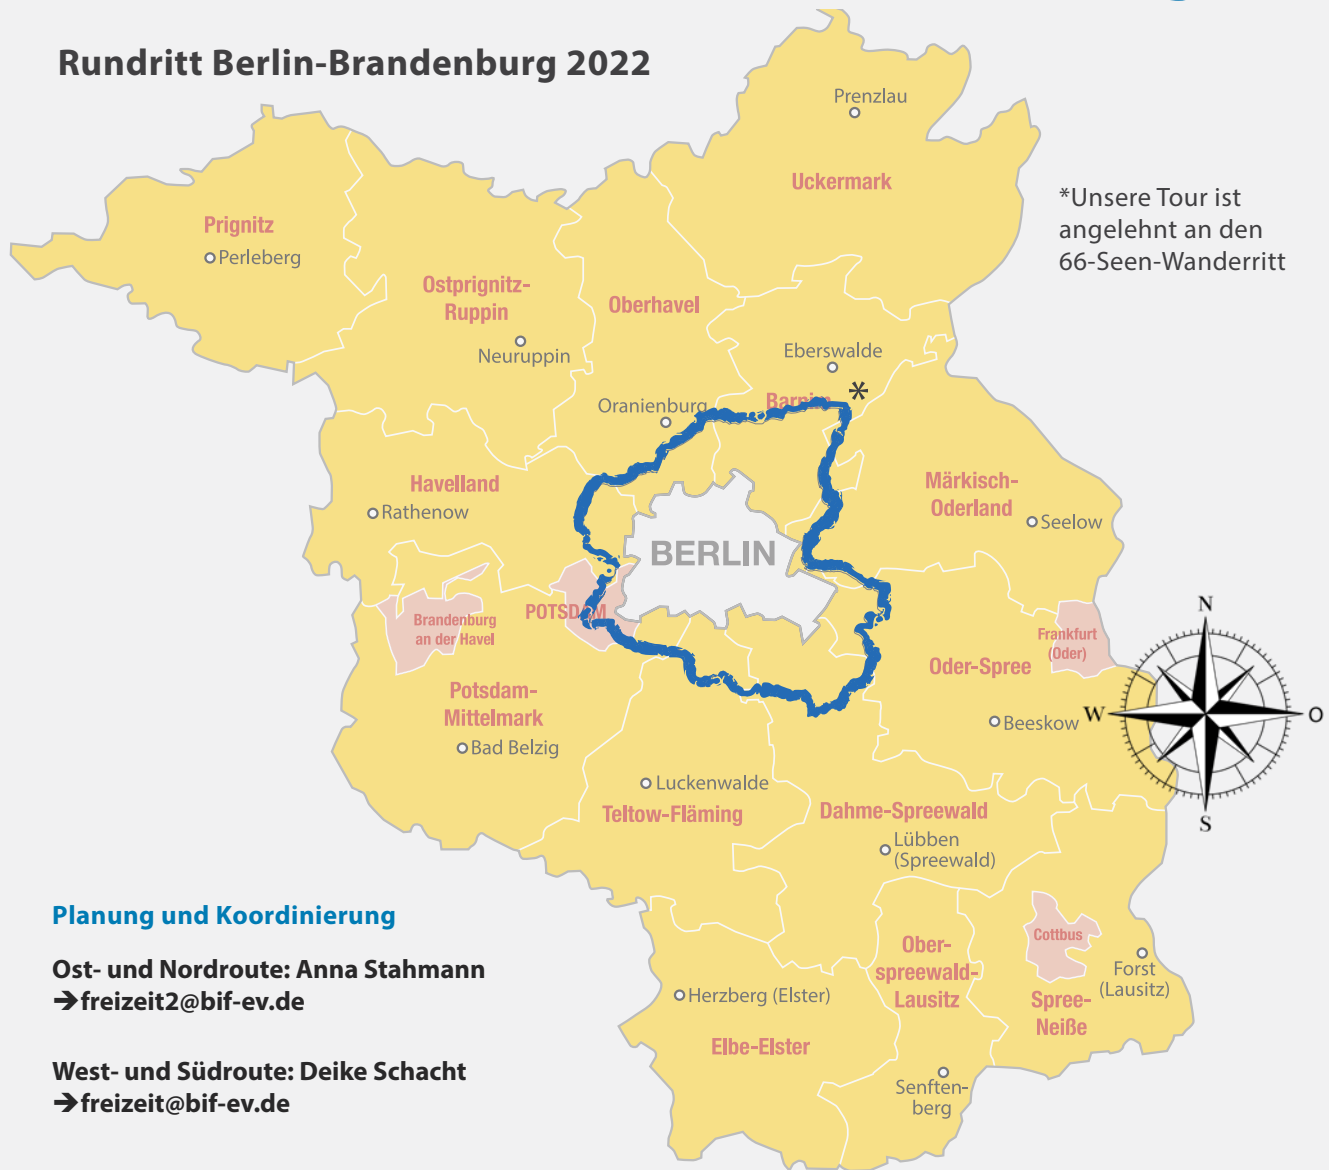 Rundritt Berlin-Brandenburg 2022
Prenzlau
Uckermark
*Unsere Tour ist
angelehnt an den
66-Seen-Wanderritt
Prignitz
Perleberg
Ostprignitz-
Ruppin
Neuruppin
Oberhavel
Eberswalde
*
Barnim
Oranienburg
Havelland
Rathenow
Märkisch-
Oderland
Seelow
BERLIN
POTSDAM
Brandenburg
an der Havel
Frankfurt
(Oder)
Oder-Spree
Beeskow
N
W
O
S
Potsdam-
Mittelmark
Bad Belzig
Luckenwalde
Teltow-Fläming
Dahme-Spreewald
Lübben
(Spreewald)
Planung und Koordinierung
Ost- und Nordroute: Anna Stahmann
➔freizeit2@bif-ev.de
West- und Südroute: Deike Schacht
➔freizeit@bif-ev.de
Cottbus
Forst
(Lausitz)
Spree-
Neiße
Ober-
spreewald-
Lausitz
Herzberg (Elster)
Elbe-Elster
Senften-
berg